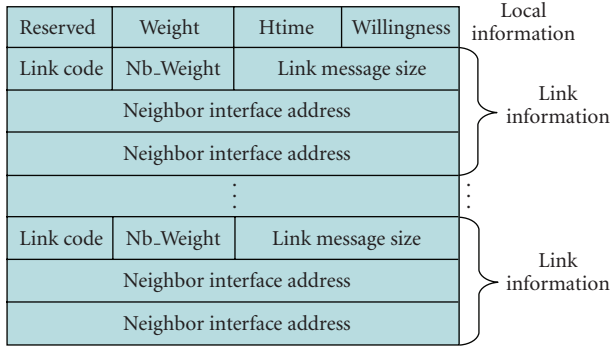 Reserved Weight Htime Willingness Local information
Link code Nb_Weight Link message size
Neighbor interface address
Neighbor interface address
Link information
⋮ ⋮
Link code Nb_Weight Link message size
Neighbor interface address
Neighbor interface address
Link information